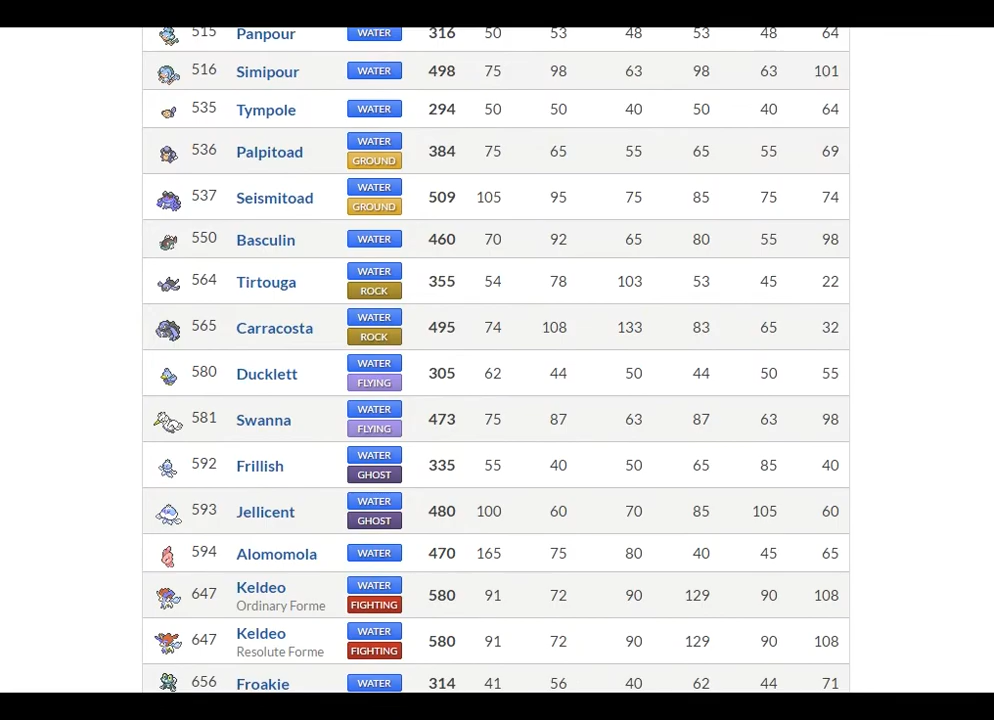 515 Panpour WATER 316 50 53 48 53 48 64
516 Simipour WATER 498 75 98 63 98 63 101
535 Tympole WATER 294 50 50 40 50 40 64
536 Palpitoad WATER 384 75 65 55 65 55 69
GROUND
537 Seismitoad WATER 509 105 95 75 85 75 74
GROUND
550 Basculin WATER 460 70 92 65 80 55 98
564 Tirtouga WATER 355 54 78 103 53 45 22
ROCK
565 Carracosta WATER 495 74 108 133 83 65 32
ROCK
580 Ducklett WATER 305 62 44 50 44 50 55
FLYING
581 Swanna WATER 473 75 87 63 87 63 98
FLYING
592 Frillish WATER 335 55 40 50 65 85 40
GHOST
593 Jellicent WATER 480 100 60 70 85 105 60
GHOST
594 Alomomola WATER 470 165 75 80 40 45 65
647 Keldeo WATER 580 91 72 90 129 90 108
Ordinary Forme FIGHTING
647 Keldeo WATER 580 91 72 90 129 90 108
Resolute Forme FIGHTING
656 Froakie WATER 314 41 56 40 62 44 71